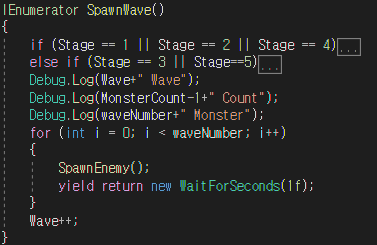 IEnumerator SpawnWave()
{
if (Stage == 1 || Stage == 2 || Stage == 4)...
else if (Stage == 3 || Stage==5)...
Debug.Log(Wave+" Wave");
Debug.Log(MonsterCount-1+" Count");
Debug.Log(waveNumber+" Monster");
for (int i = 0; i < waveNumber; i++)
{
SpawnEnemy();
yield return new WaitForSeconds(1f);
}
Wave++;
}